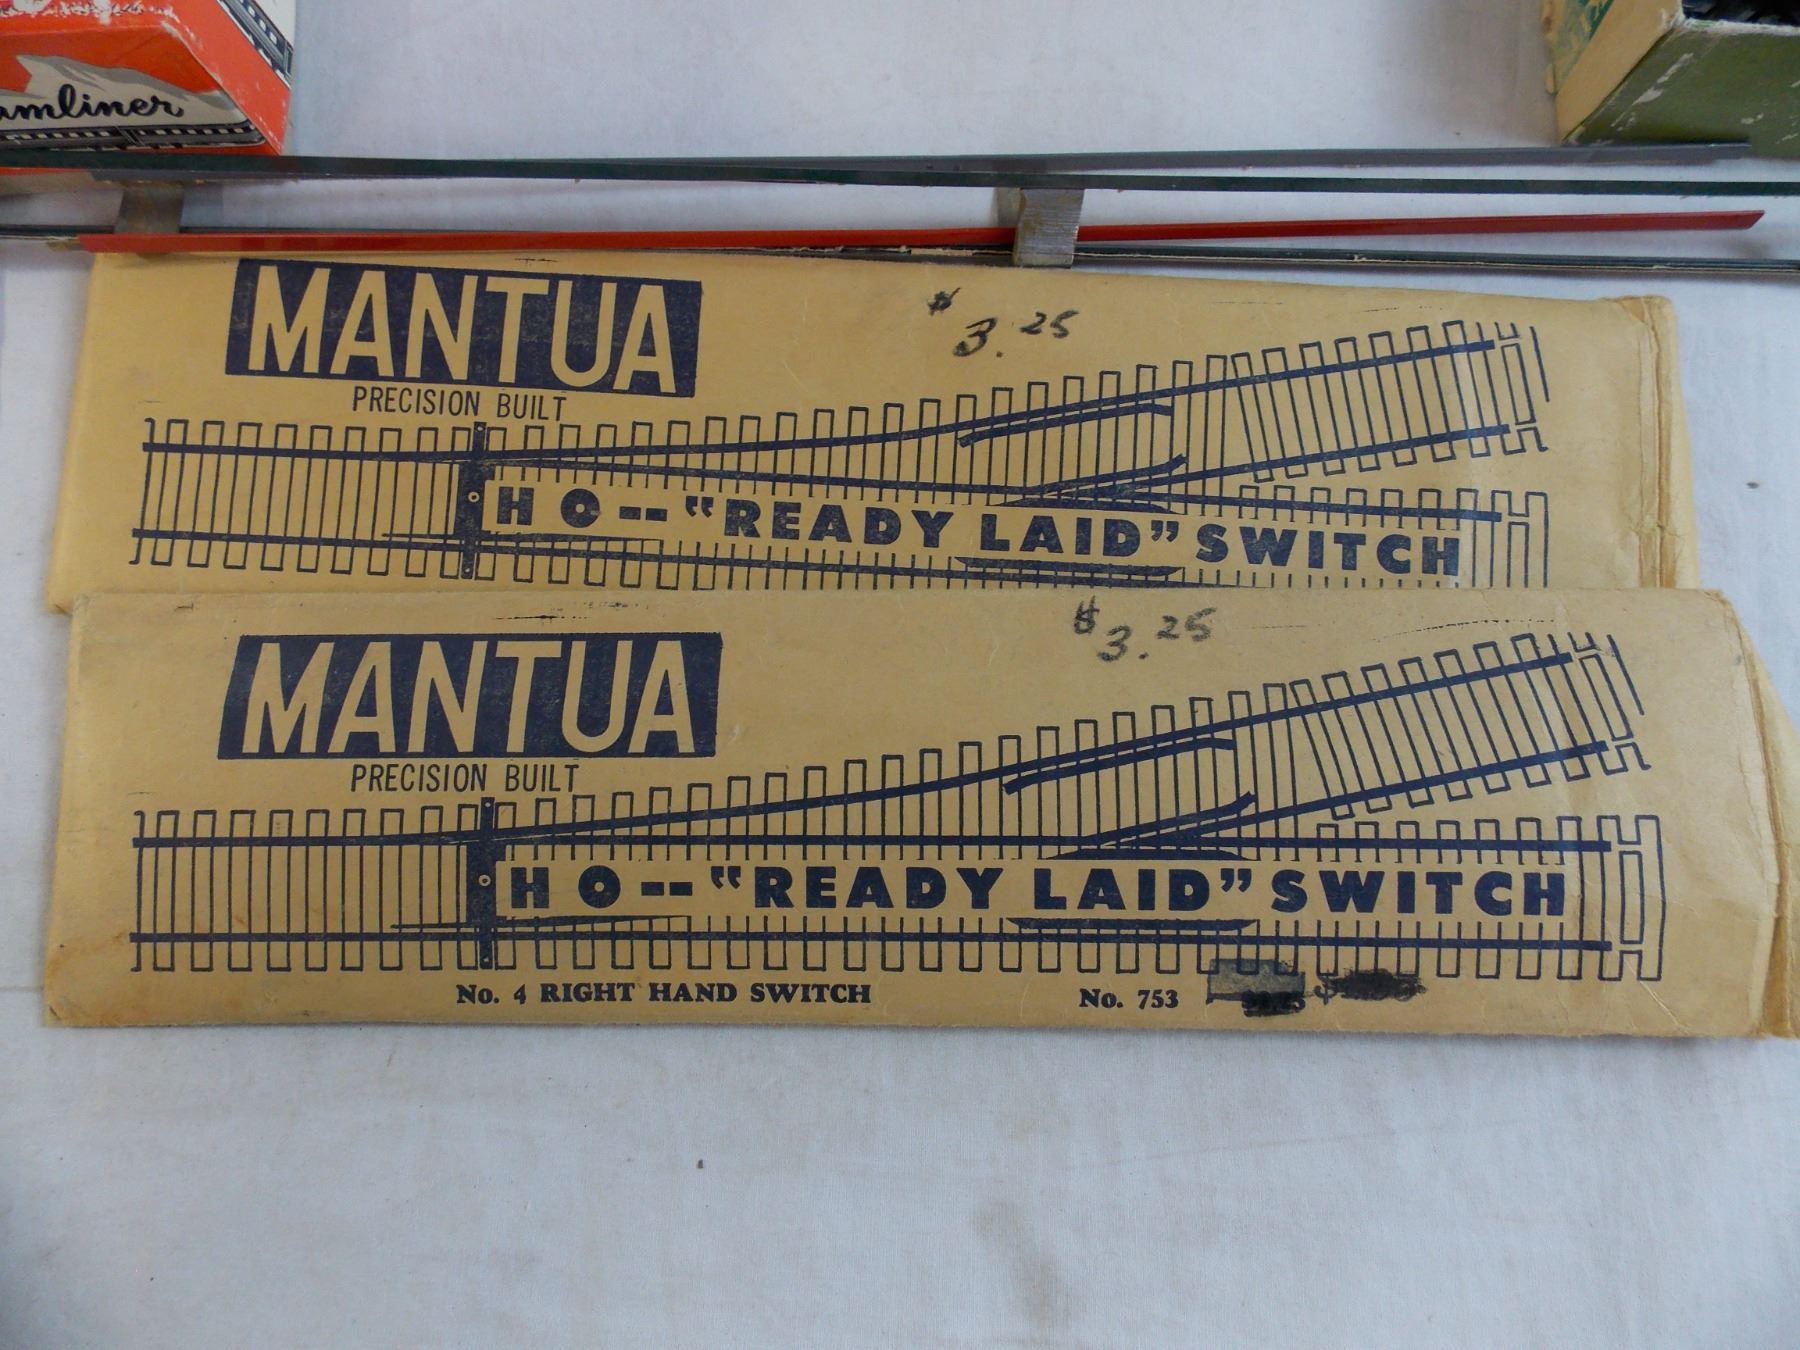 MANTUA
PRECISION BUILT
$3.25
HO--"READY LAID" SWITCH
MANTUA
PRECISION BUILT
$3.25
HO--"READY LAID" SWITCH
No. 4 RIGHT HAND SWITCH No. 753